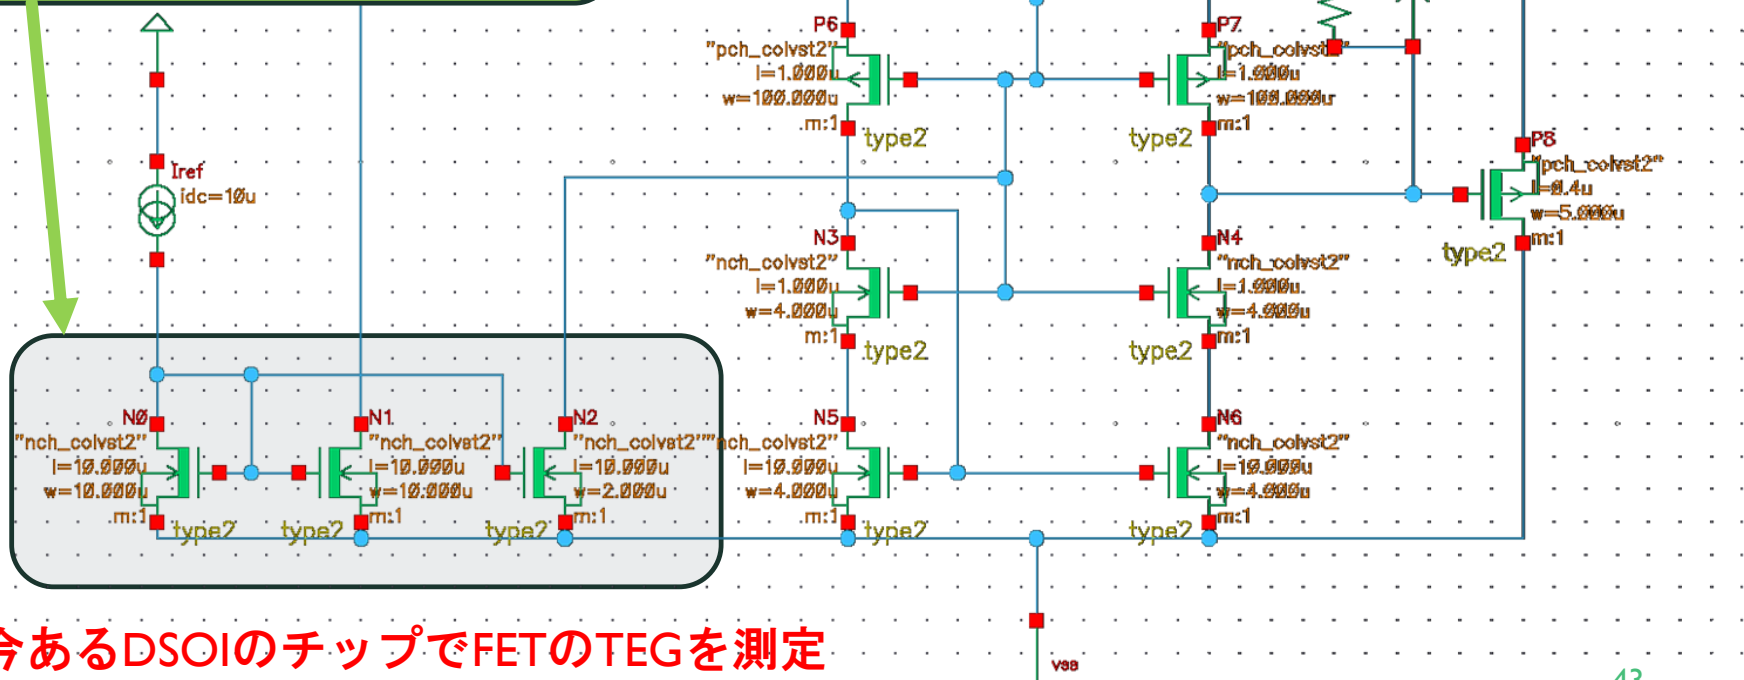 P6
"pch_colvst2"
l=1.000u
w=100.000u
m:1
type2
P7
"pch_colvst2"
l=1.000u
w=100.000u
m:1
type2
Iref
idc=10u
P8
"pch_colvst2"
l=0.4u
w=5.000u
m:1
type2
N3
"nch_colvst2"
l=1.000u
w=4.000u
m:1
type2
N4
"nch_colvst2"
l=1.000u
w=4.000u
m:1
type2
N0
"nch_colvst2"
l=10.000u
w=10.000u
m:1
type2
N1
"nch_colvst2"
l=10.000u
w=10.000u
m:1
type2
N2
"nch_colvst2"
l=10.000u
w=2.000u
m:1
type2
N5
"nch_colvst2"
l=10.000u
w=4.000u
m:1
type2
N6
"nch_colvst2"
l=10.000u
w=4.000u
m:1
type2
今あるDSOIのチップでFETのTEGを測定
vss